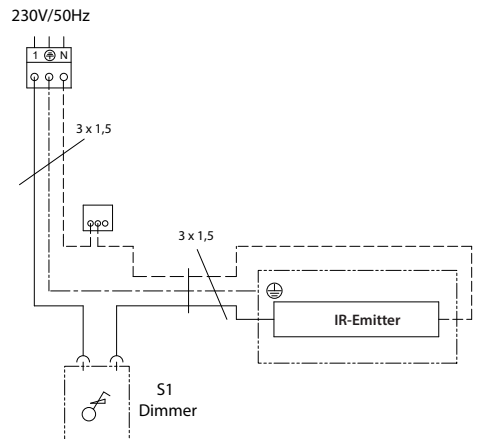 230V/50Hz
1 N
3 x 1,5
3 x 1,5
IR-Emitter
S1
Dimmer